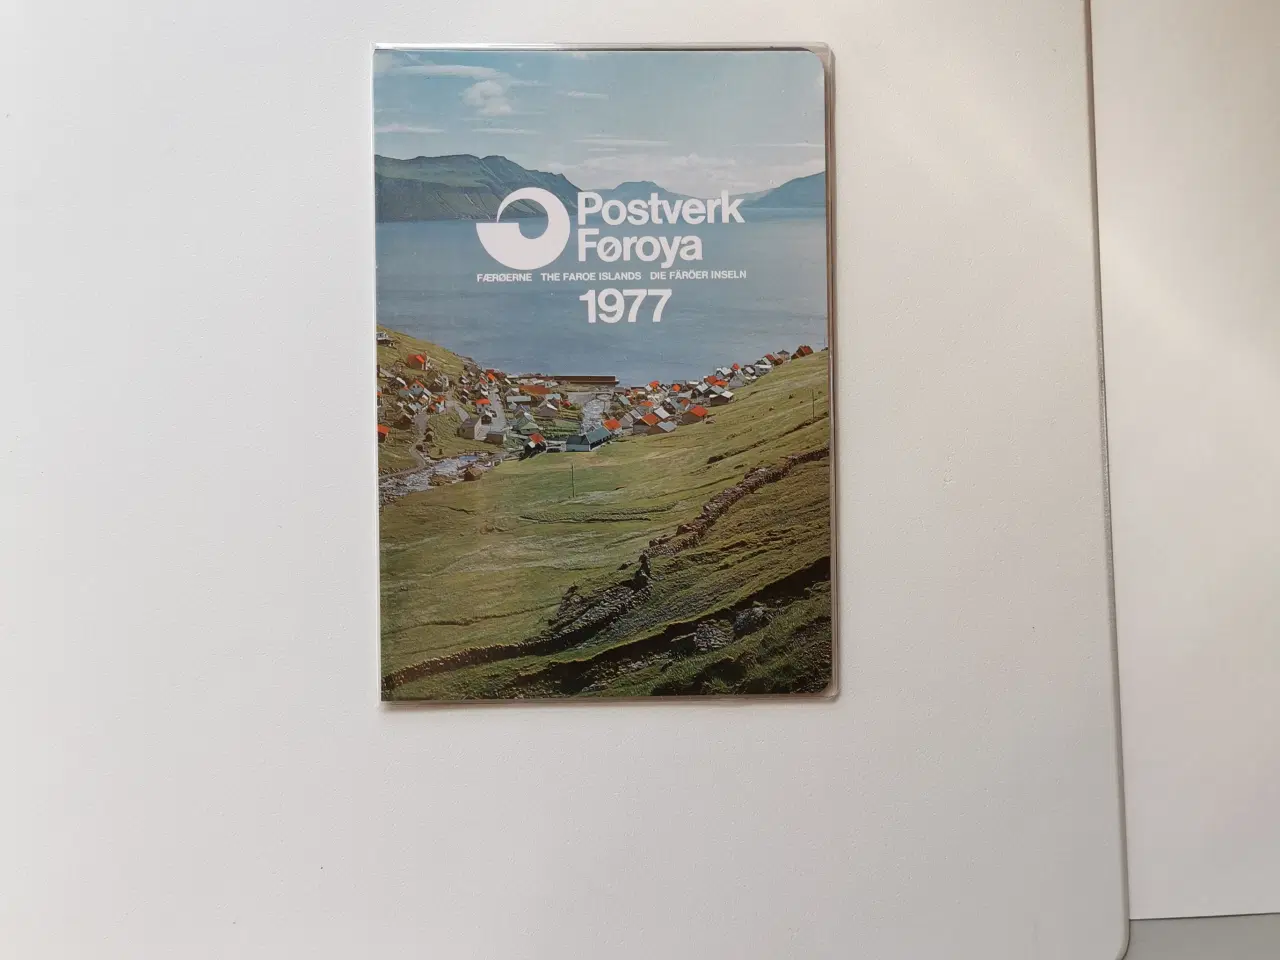 Postverk
Føroya
FÆRØERNE THE FAROE ISLANDS DIE FÄRÖER INSELN
1977